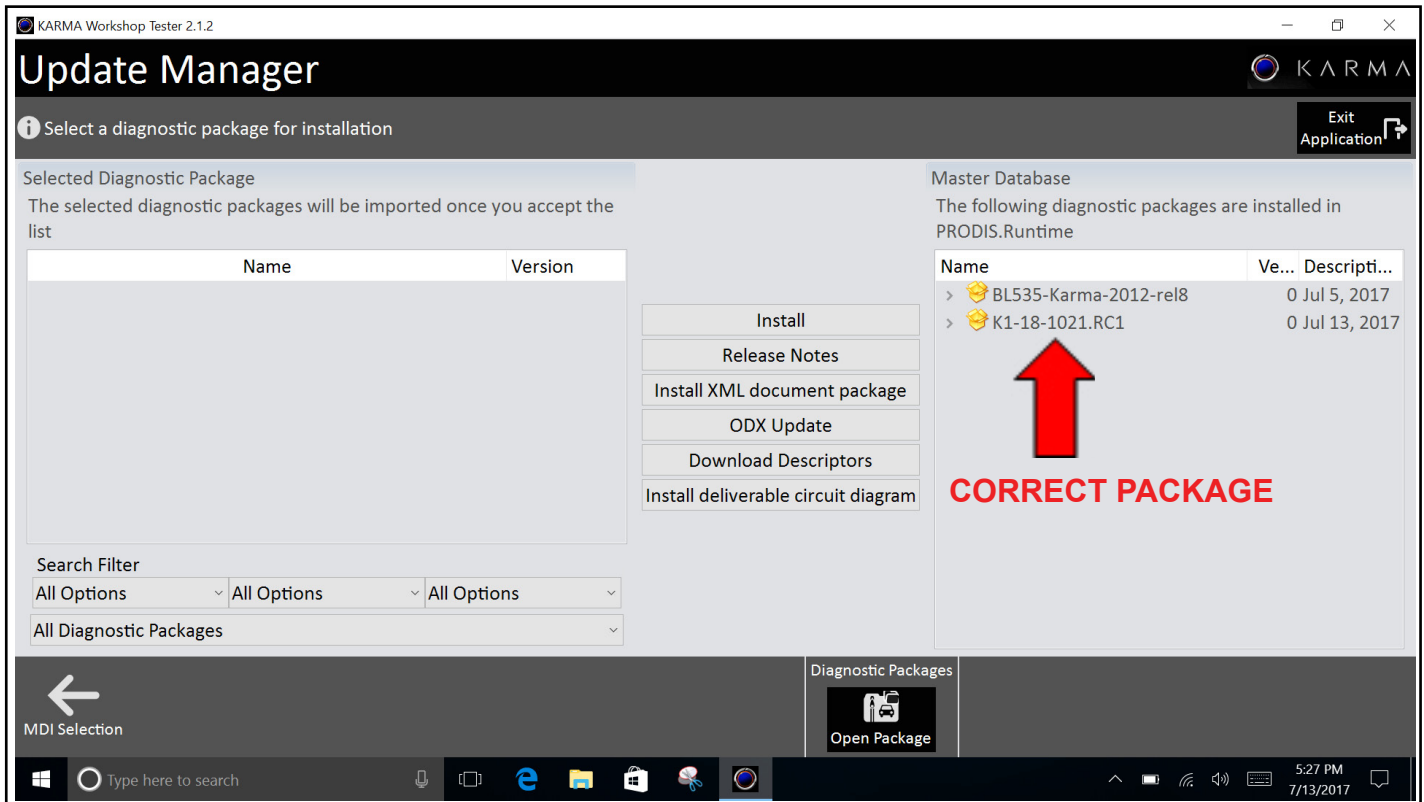 KARMA Workshop Tester 2.1.2
Update Manager
KARMA
Select a diagnostic package for installation
Exit
Application
Selected Diagnostic Package
The selected diagnostic packages will be imported once you accept the
list
Name Version
Install
Release Notes
Install XML document package
ODX Update
Download Descriptors
Install deliverable circuit diagram
Master Database
The following diagnostic packages are installed in
PRODIS.Runtime
Name Ve... Descripti...
BL535-Karma-2012-rel8 0 Jul 5, 2017
K1-18-1021.RC1 0 Jul 13, 2017
CORRECT PACKAGE
Search Filter
All Options All Options All Options
All Diagnostic Packages
MDI Selection
Diagnostic Packages
Open Package
Type here to search
5:27 PM
7/13/2017